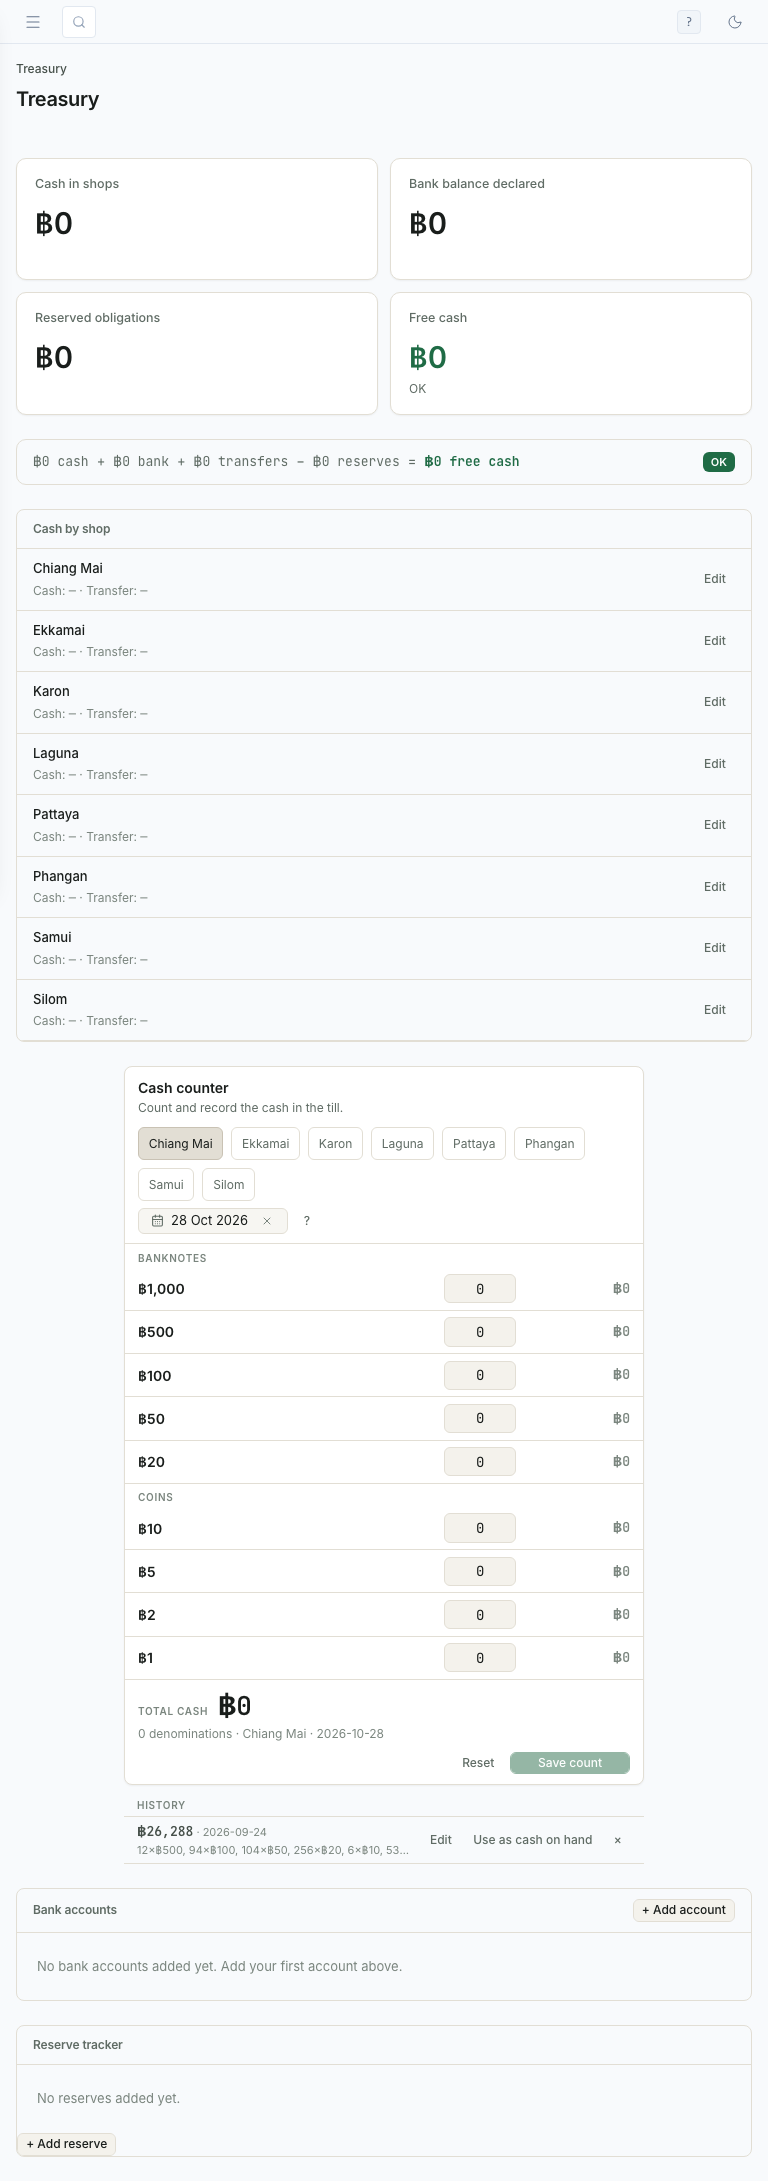 ?
Treasury
Treasury
Cash in shops
฿0
Bank balance declared
฿0
Reserved obligations
฿0
Free cash
฿0
OK
฿0 cash + ฿0 bank + ฿0 transfers − ฿0 reserves = ฿0 free cash
OK
Cash by shop
Chiang Mai
Cash: — · Transfer: —
Edit
Ekkamai
Cash: — · Transfer: —
Edit
Karon
Cash: — · Transfer: —
Edit
Laguna
Cash: — · Transfer: —
Edit
Pattaya
Cash: — · Transfer: —
Edit
Phangan
Cash: — · Transfer: —
Edit
Samui
Cash: — · Transfer: —
Edit
Silom
Cash: — · Transfer: —
Edit
Cash counter
Count and record the cash in the till.
Chiang Mai Ekkamai Karon Laguna Pattaya Phangan
Samui Silom
28 Oct 2026 × ?
BANKNOTES
฿1,000 0 ฿0
฿500 0 ฿0
฿100 0 ฿0
฿50 0 ฿0
฿20 0 ฿0
COINS
฿10 0 ฿0
฿5 0 ฿0
฿2 0 ฿0
฿1 0 ฿0
TOTAL CASH ฿0
0 denominations · Chiang Mai · 2026-10-28
Reset Save count
HISTORY
฿26,288 · 2026-09-24
12×฿500, 94×฿100, 104×฿50, 256×฿20, 6×฿10, 53...
Edit Use as cash on hand ×
Bank accounts
+ Add account
No bank accounts added yet. Add your first account above.
Reserve tracker
No reserves added yet.
+ Add reserve